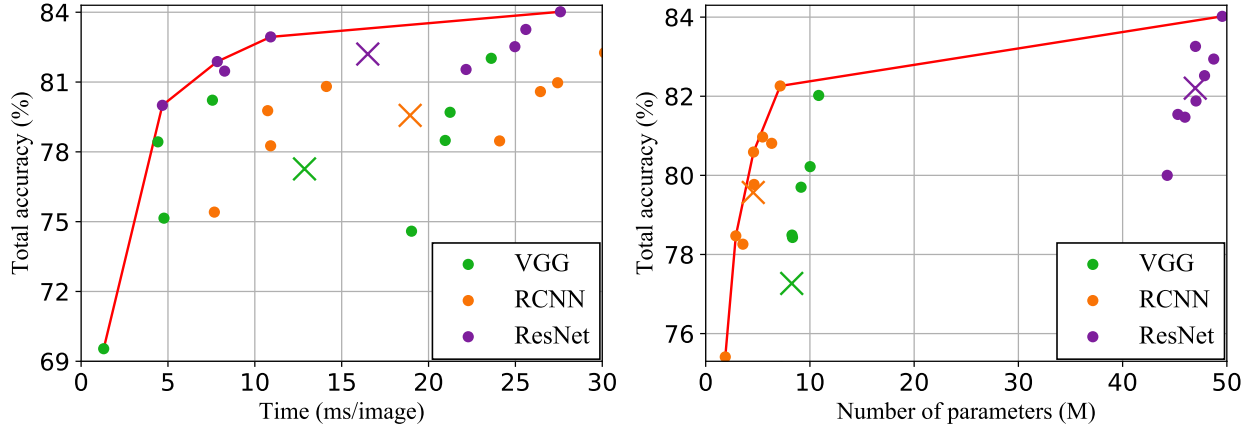 84
81
78
75
72
69
0 5 10 15 20 25 30
Total accuracy (%)
Time (ms/image)
VGG
RCNN
ResNet
84
82
80
78
76
0 10 20 30 40 50
Total accuracy (%)
Number of parameters (M)
VGG
RCNN
ResNet